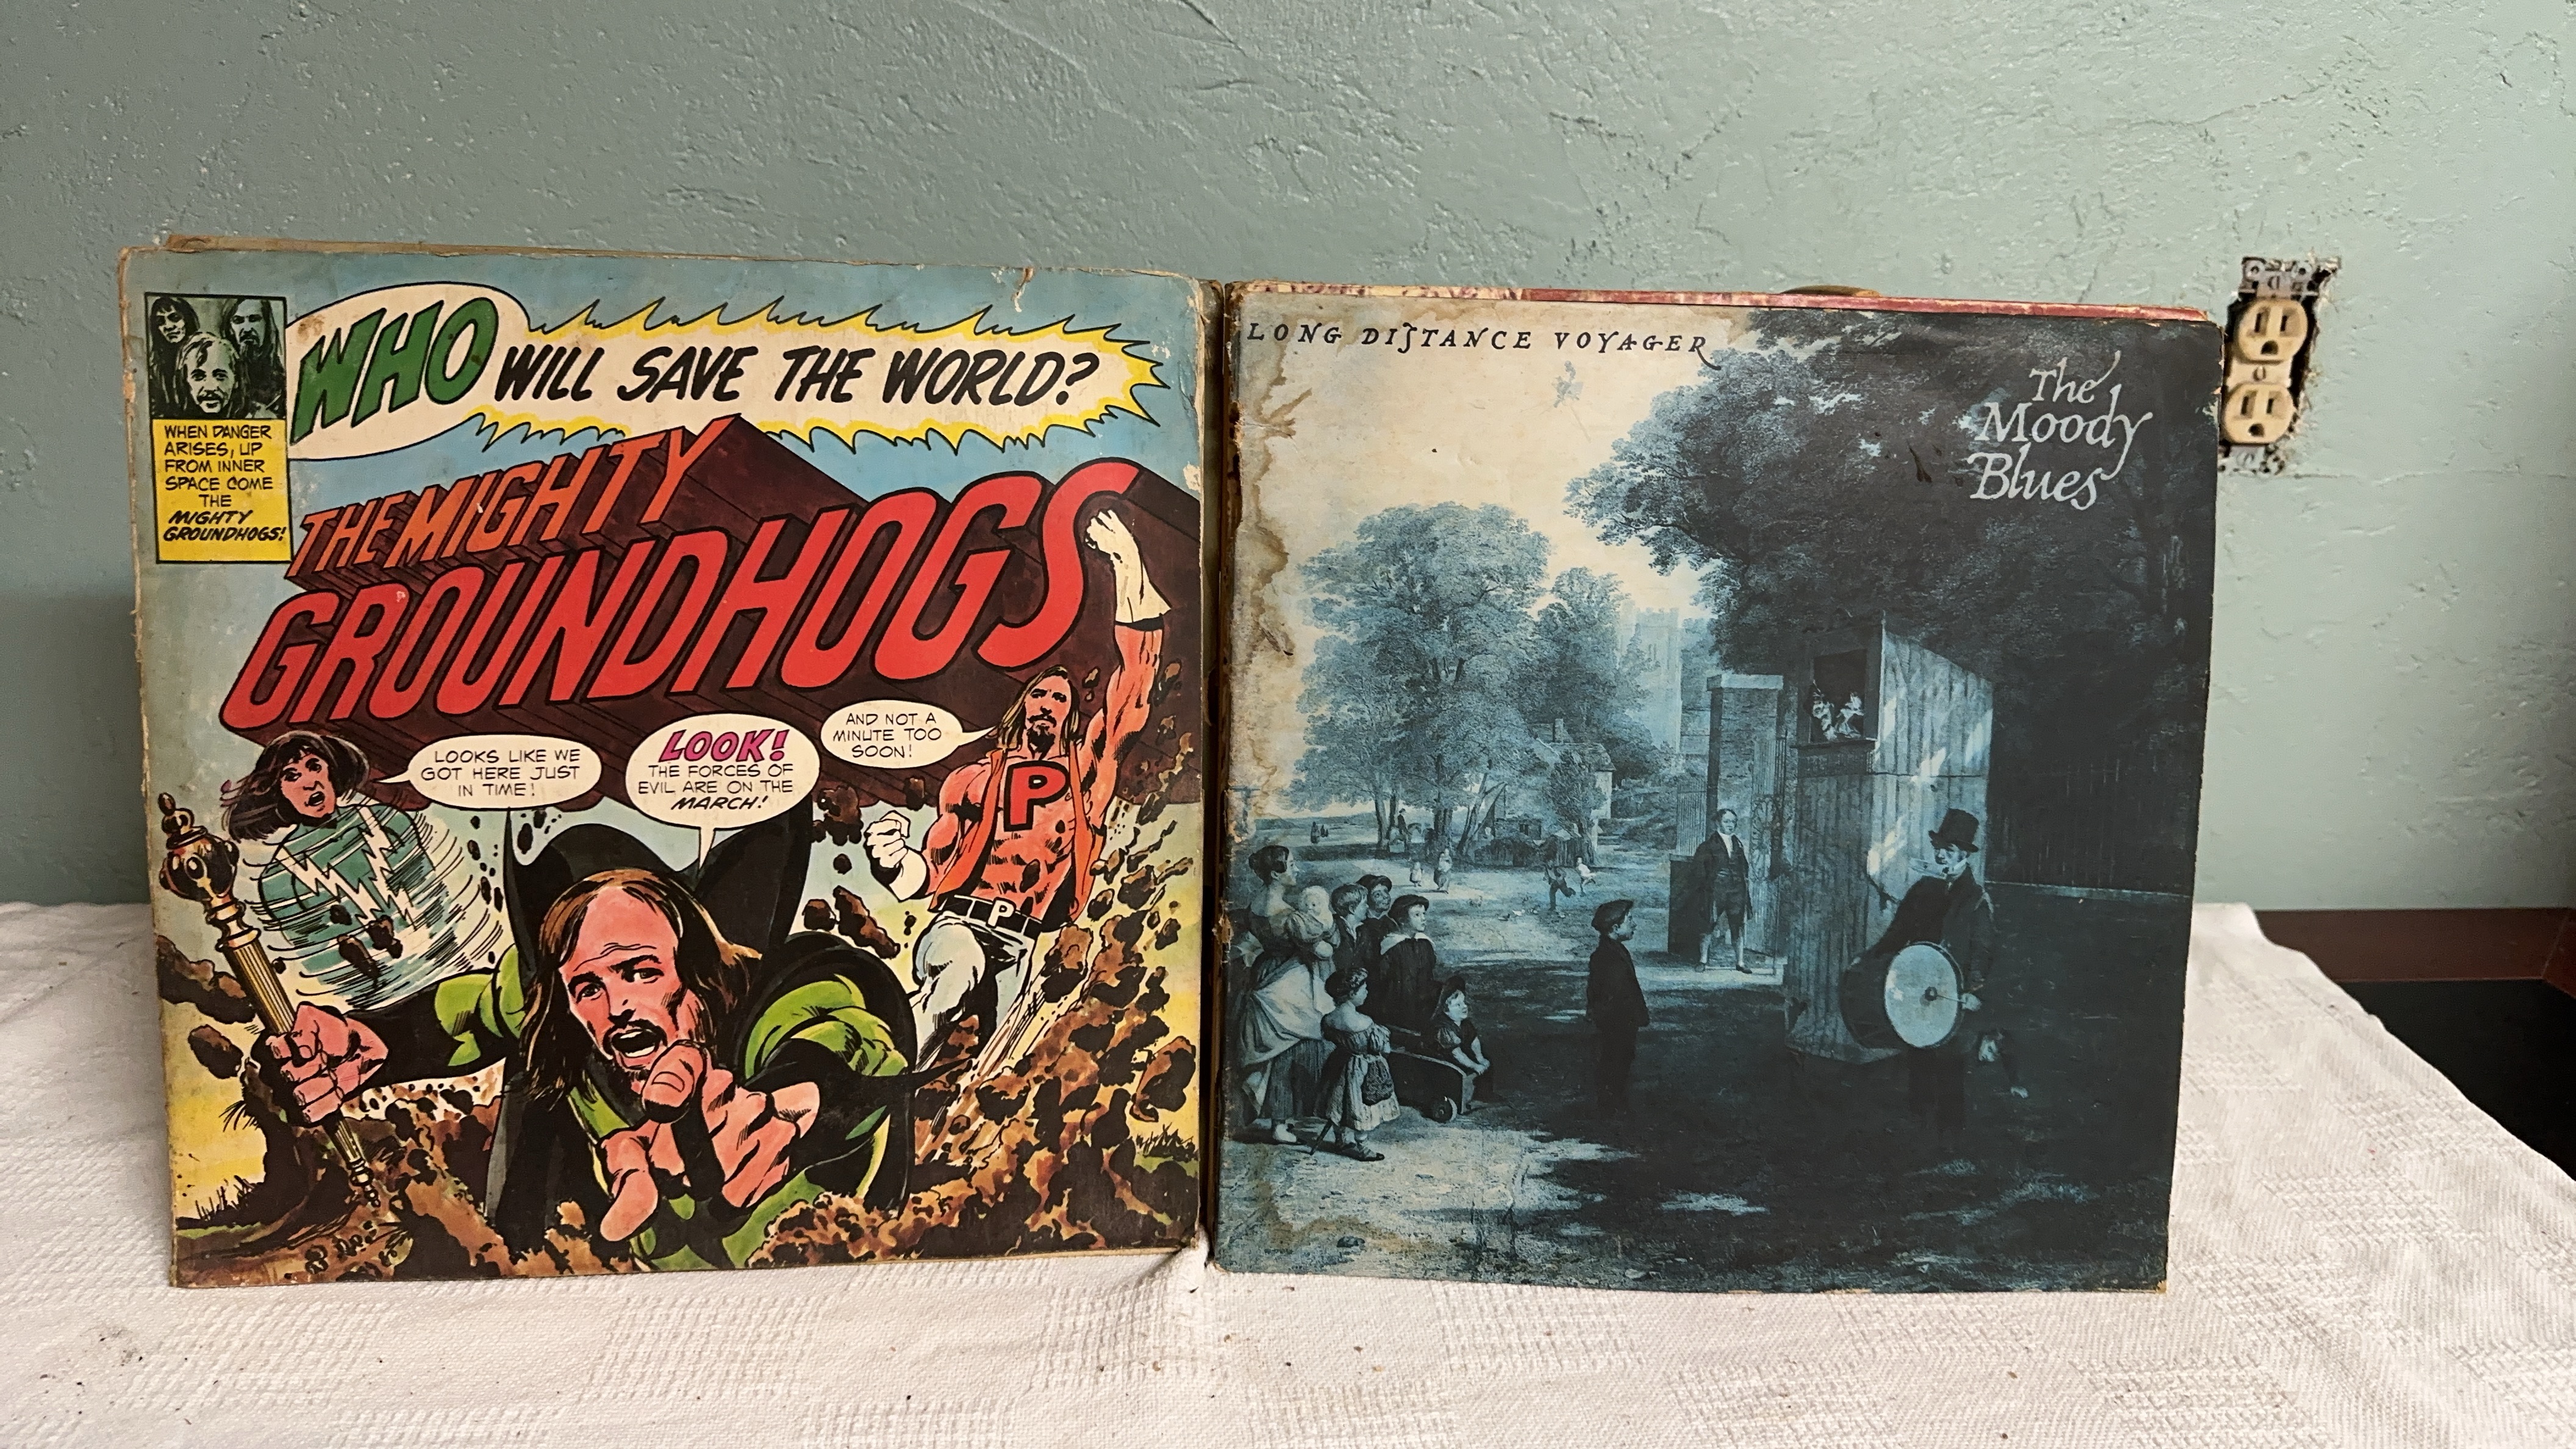 WHO
WILL SAVE THE WORLD?
WHEN DANGER
ARISES, UP
FROM INNER
SPACE COME
THE
MIGHTY
GROUNDHOGS!
THE MIGHTY
GROUNDHOGS
LOOKS LIKE WE
GOT HERE JUST
IN TIME!
LOOK!
THE FORCES OF
EVIL ARE ON THE
MARCH!
AND NOT A
MINUTE TOO
SOON!
P
P
LONG DISTANCE VOYAGER
The
Moody
Blues